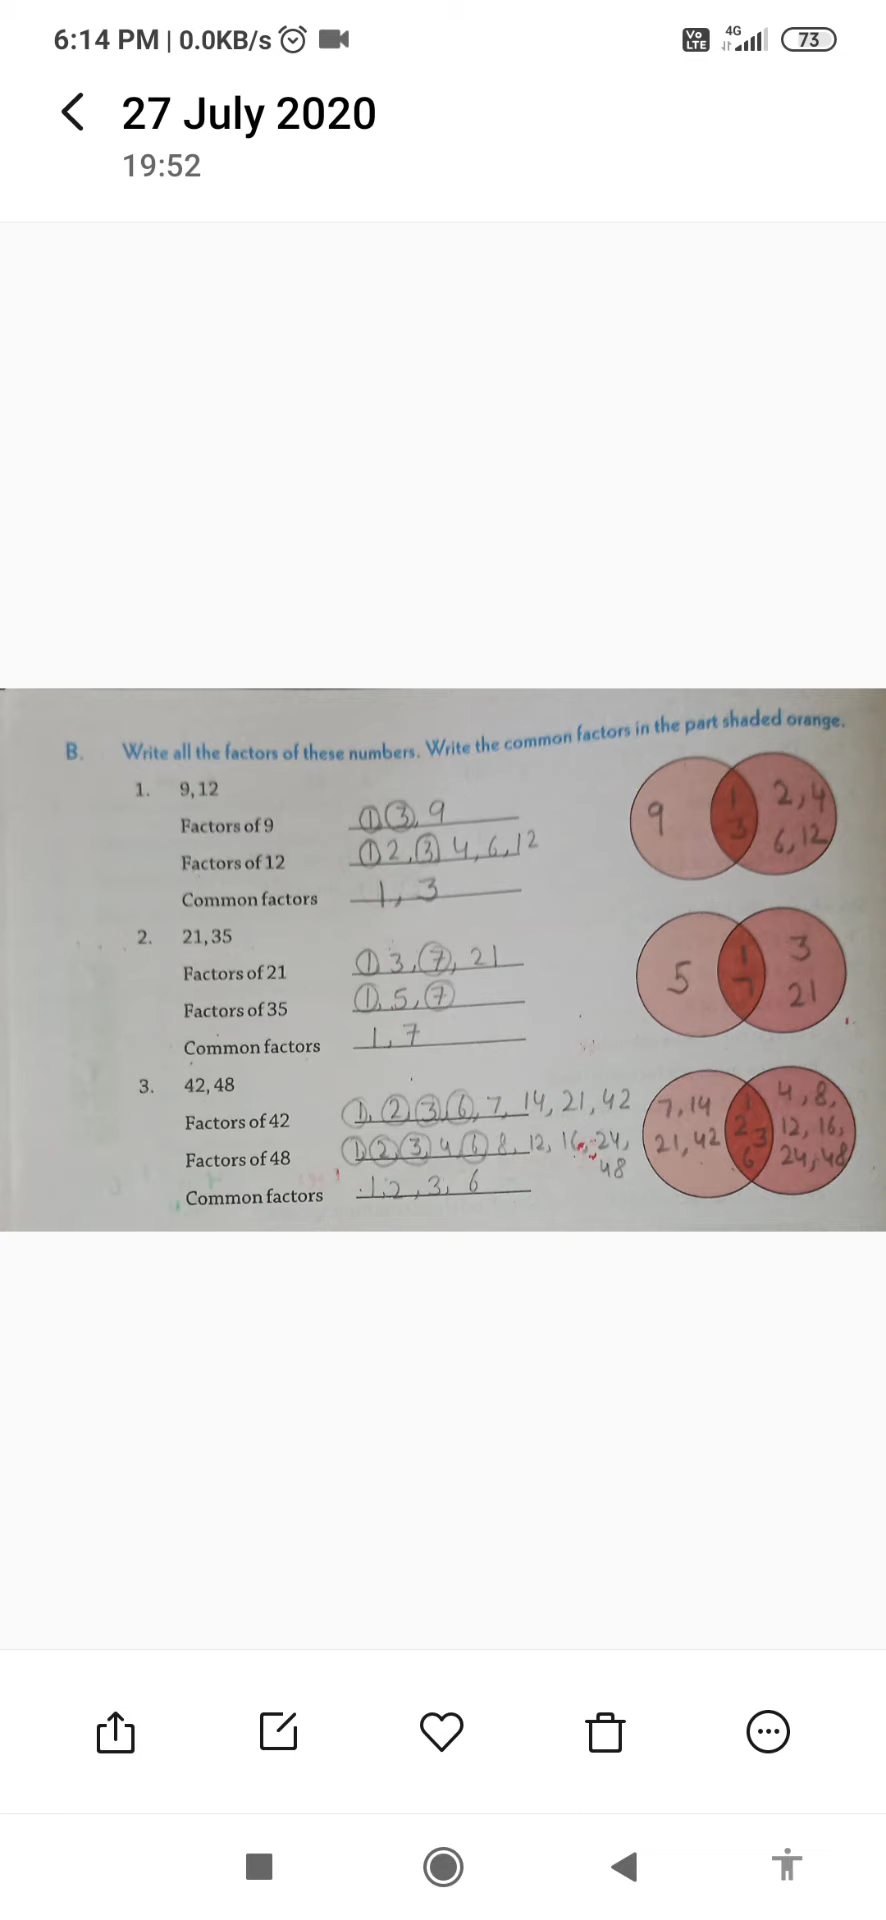 6:14 PM | 0.0KB/s
Vo LTE 4G 73
27 July 2020
19:52
B. Write all the factors of these numbers. Write the common factors in the part shaded orange.
1. 9, 12
Factors of 9 1 3, 9
Factors of 12 1 2, 3 4, 6, 12
Common factors 1, 3
9
1
3
2, 4
6, 12
2. 21, 35
Factors of 21 1 3, 7, 21
Factors of 35 1, 5, 7
Common factors 1, 7
5
1
7
3
21
3. 42, 48
Factors of 42 1, 2 3, 6, 7, 14, 21, 42
Factors of 48 1 2, 3, 4 6 8, 12, 16, 24,
48
Common factors 1, 2, 3, 6
7, 14
21, 42
1
2 3
6
4, 8,
12, 16,
24, 48